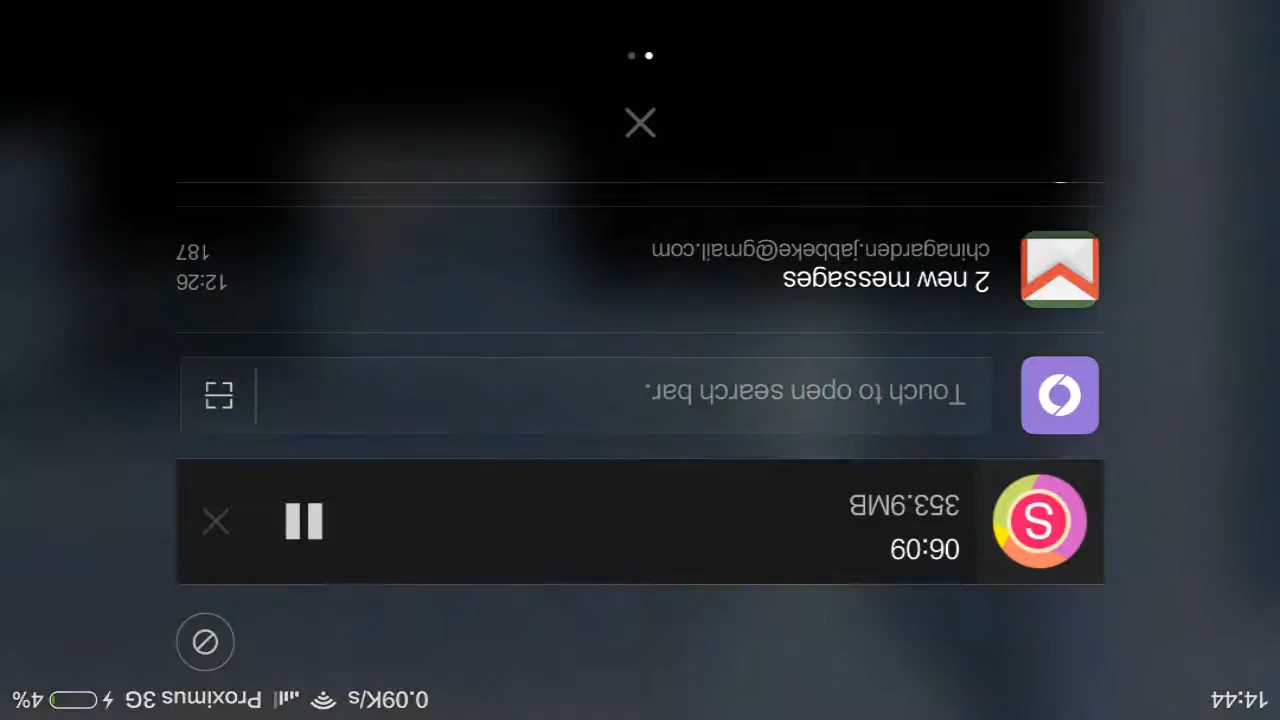 14:44 0.09K/s Proximus 3G 4%
S 06:09
353.9MB
Touch to open search bar.
2 new messages 12:26
chinagarden.jabbeke@gmail.com 187